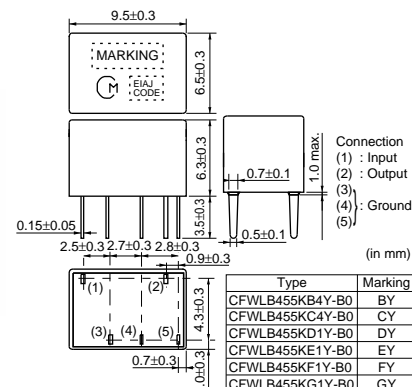 9.5±0.3
MARKING
EIAJ
CODE
6.5±0.3
6.3±0.3
3.5±0.3
0.15±0.05
2.5±0.3 2.7±0.3 2.8±0.3
0.9±0.3
0.7±0.1
1.0 max.
0.5±0.1
Connection
(1) : Input
(2) : Output
(3)
(4) : Ground
(5)
(in mm)
(1) (2)
(3) (4) (5)
4.3±0.3
0.7±0.3
Type Marking
CFWLB455KB4Y-B0 BY
CFWLB455KC4Y-B0 CY
CFWLB455KD1Y-B0 DY
CFWLB455KE1Y-B0 EY
CFWLB455KF1Y-B0 FY
CFWLB455KG1Y-B0 GY